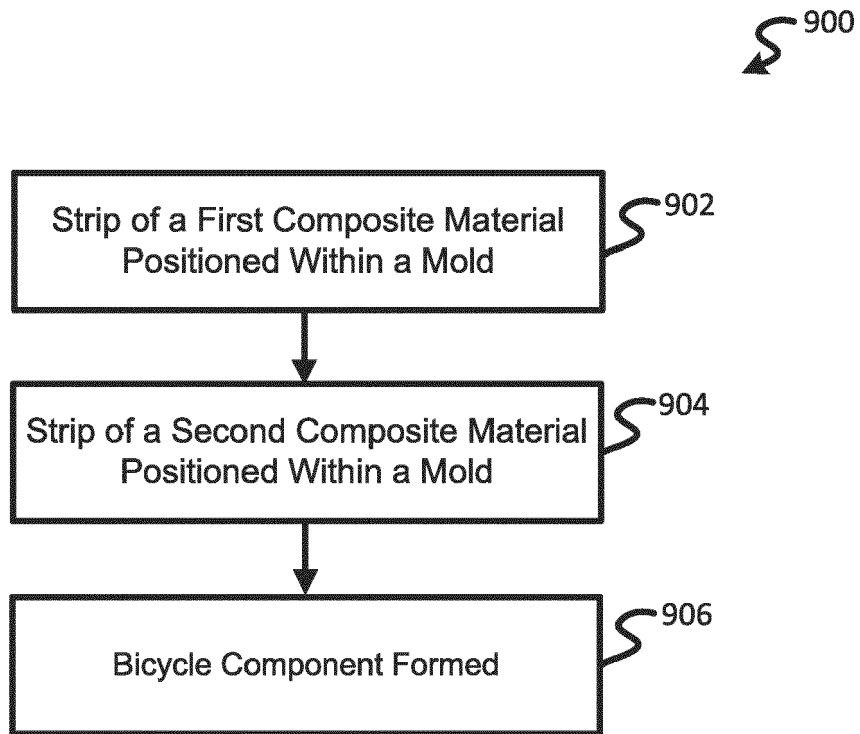 900
Strip of a First Composite Material
Positioned Within a Mold
902
Strip of a Second Composite Material
Positioned Within a Mold
904
Bicycle Component Formed
906